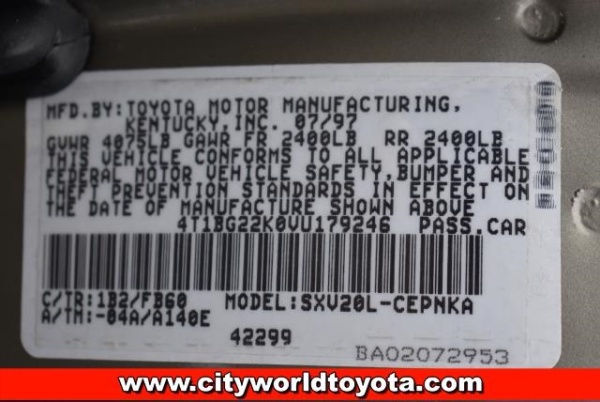 MFD.BY:TOYOTA MOTOR MANUFACTURING,
KENTUCKY,INC. 07/97
GVWR 4075LB GAWR FR 2400LB RR 2400LB
THIS VEHICLE CONFORMS TO ALL APPLICABLE
FEDERAL MOTOR VEHICLE SAFETY,BUMPER AND
THEFT PREVENTION STANDARDS IN EFFECT ON
THE DATE OF MANUFACTURE SHOWN ABOVE
4T1BG22K0VU179246 PASS.CAR
C/TR:1B2/FB60 MODEL:SXV20L-CEPNKA
A/TM:-04A/A140E
42299
BA02072953
www.cityworldtoyota.com